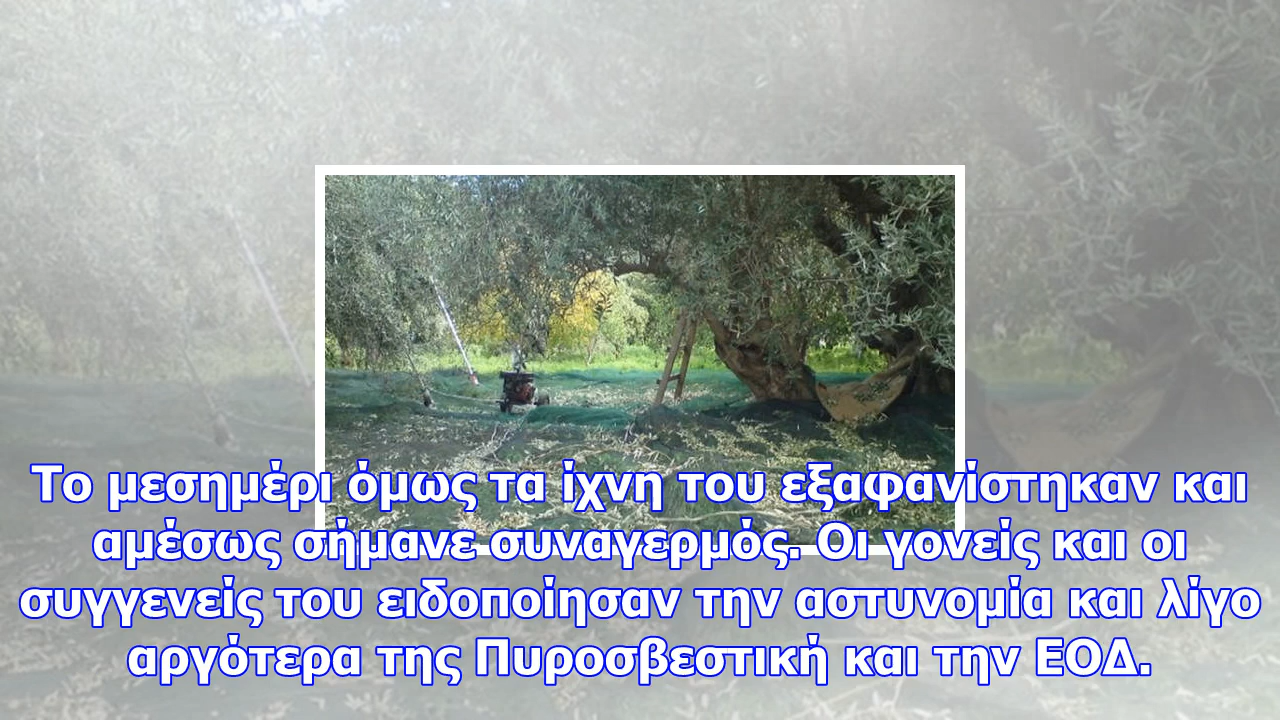 Το μεσημέρι όμως τα ίχνη του εξαφανίστηκαν και
αμέσως σήμανε συναγερμός. Οι γονείς και οι
συγγενείς του ειδοποίησαν την αστυνομία και λίγο
αργότερα της Πυροσβεστική και την ΕΟΔ.